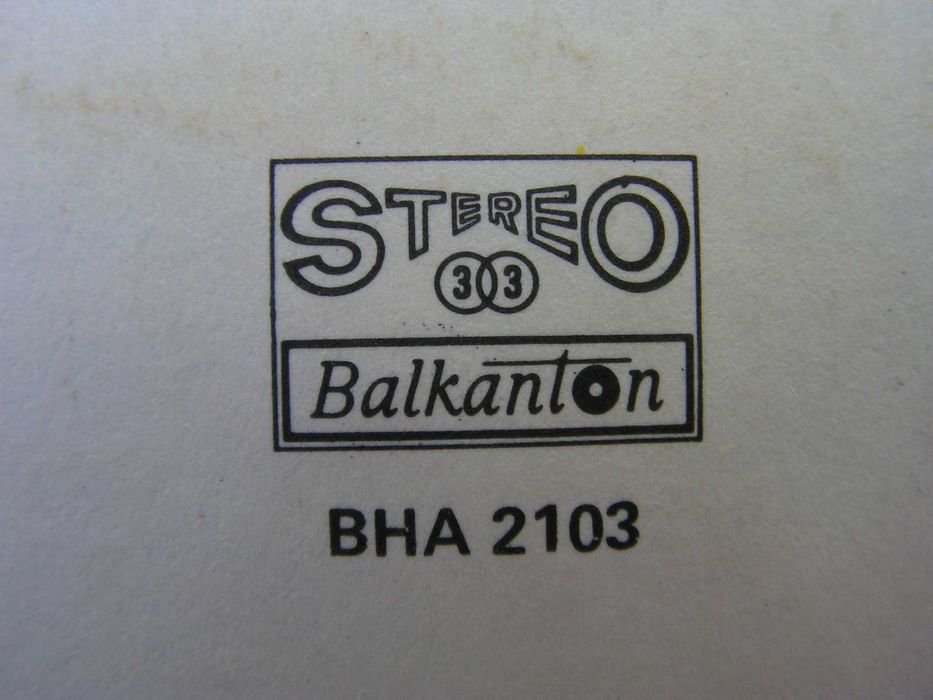 STEREO
33
Balkanton
BHA 2103